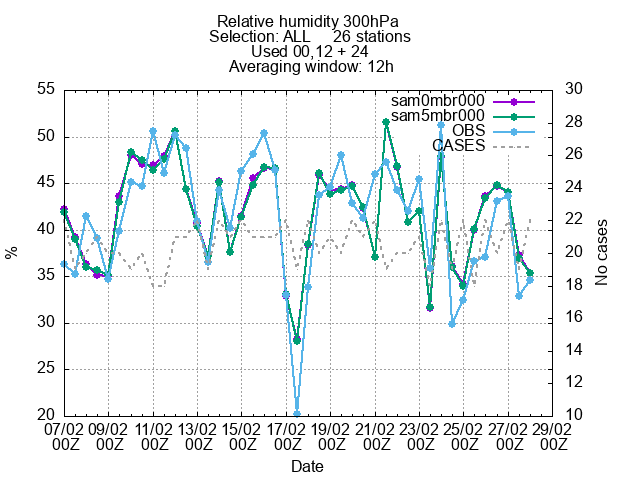 Relative humidity 300hPa
Selection: ALL 26 stations
Used 00,12 + 24
Averaging window: 12h
55 30
sam0mbr000
sam5mbr000
OBS
CASES
50 28
26
45 24
40 22
% No cases
20
35 18
30 16
14
25 12
20 10
07/02 09/02 11/02 13/02 15/02 17/02 19/02 21/02 23/02 25/02 27/02 29/02
00Z 00Z 00Z 00Z 00Z 00Z 00Z 00Z 00Z 00Z 00Z 00Z
Date